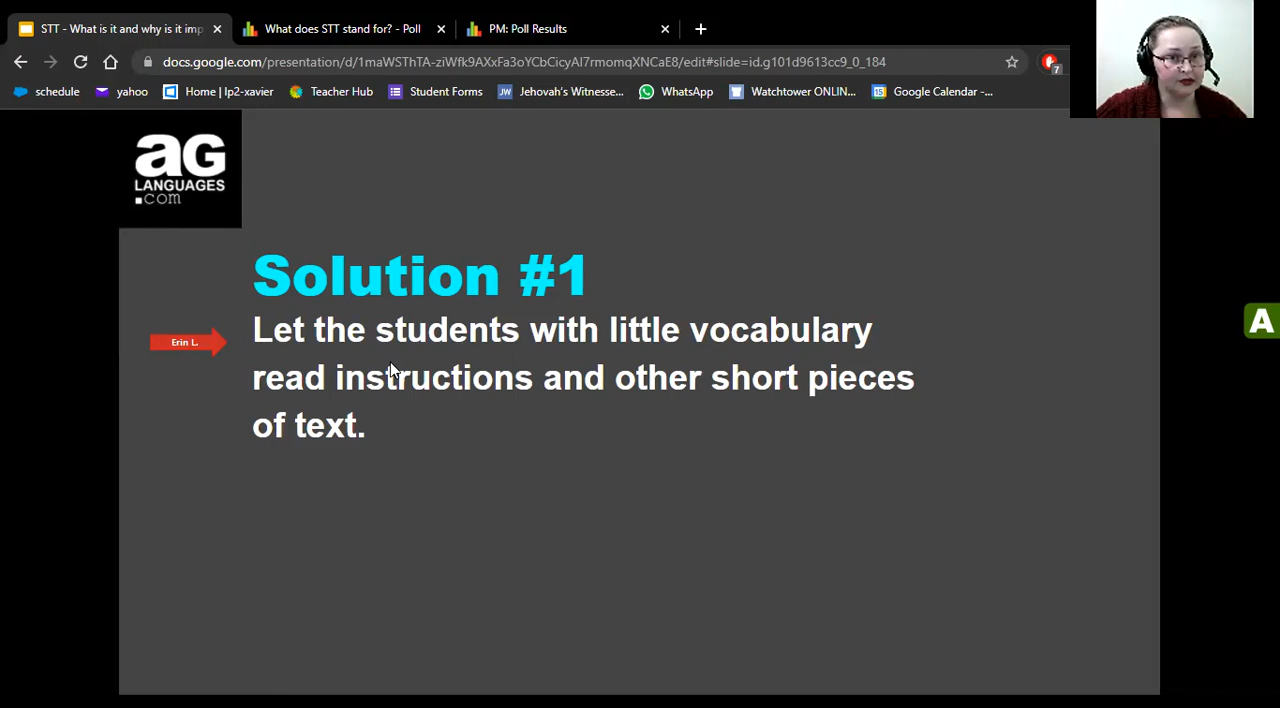 STT - What is it and why is it imp
What does STT stand for? - Poll
PM: Poll Results
docs.google.com/presentation/d/1maWSThTA-ziWfkt3AXxFa3oYCbCicyAl7rmomqXNCaE8/edit#slide=id.g101d9613cc9_0_184
7
schedule
yahoo
Home | lp2-xavier
Teacher Hub
Student Forms
JW
Jehovah's Witnesse...
WhatsApp
Watchtower ONLIN...
Google Calendar -...
aG
LANGUAGES
.com
Solution #1
Erin L.
Let the students with little vocabulary
read instructions and other short pieces
of text.
A